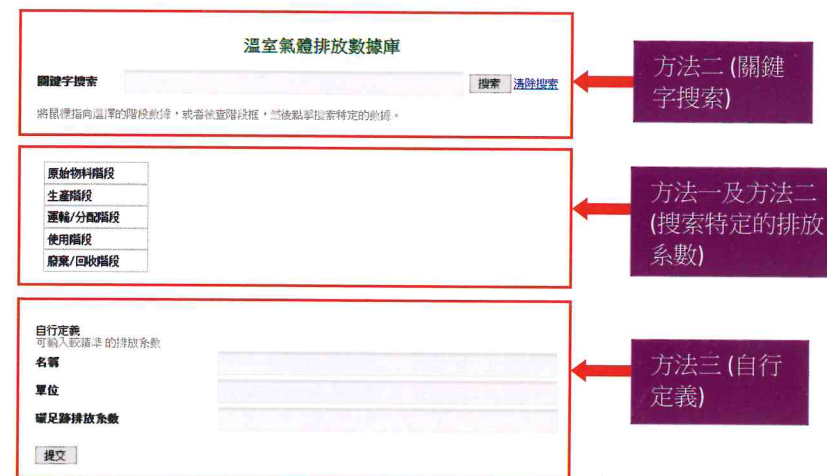 溫室氣體排放數據庫
關鍵字搜索
搜索 清除搜索
將鼠標指向選擇的階段數據，或者檢查階段框，然後點擊搜索特定的數據。
方法二 (關鍵
字搜索)
原始物料階段
生產階段
運輸/分配階段
使用階段
廢棄/回收階段
方法一及方法二
(搜索特定的排放
系數)
自行定義
可輸入較精準 的排放系數
名稱
單位
碳足跡排放系數
提交
方法三 (自行
定義)